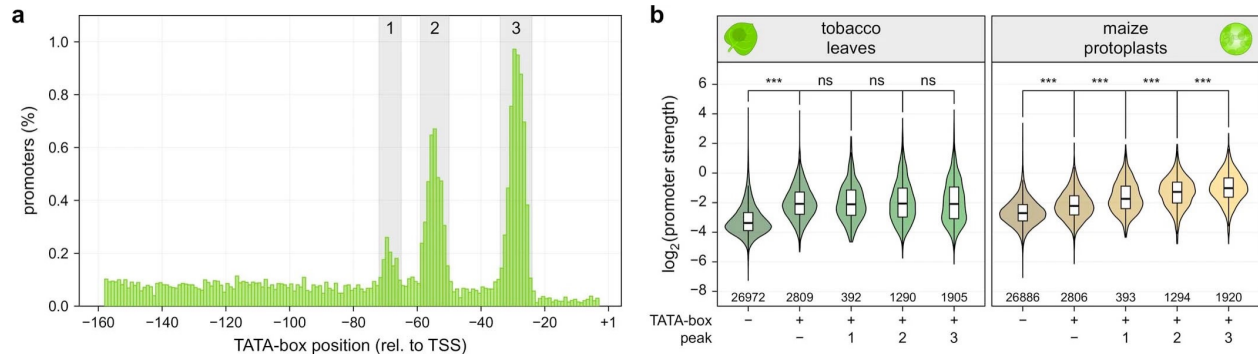 a
1 2 3
1.0
0.8
0.6
0.4
0.2
0.0
promoters (%)
−160 −140 −120 −100 −80 −60 −40 −20 +1
TATA-box position (rel. to TSS)
b
tobacco
leaves
maize
protoplasts
*** ns ns ns
*** *** *** ***
6
4
2
0
−2
−4
−6
−8
log2(promoter strength)
26972 2809 392 1290 1905
26886 2806 393 1294 1920
TATA-box − + + + + − + + + +
peak − 1 2 3 − 1 2 3